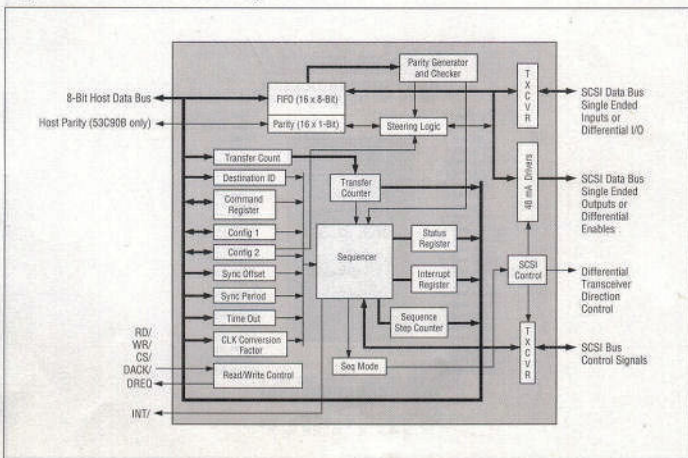 8-Bit Host Data Bus
Host Parity (53C90B only)
FIFO (16 x 8-Bit)
Parity (16 x 1-Bit)
Parity Generator
and Checker
Steering Logic
TXCVR
SCSI Data Bus
Single Ended
Inputs or
Differential I/O
Transfer Count
Destination ID
Command
Register
Config 1
Config 2
Sync Offset
Sync Period
Time Out
CLK Conversion
Factor
Read/Write Control
Transfer
Counter
Sequencer
Status
Register
Interrupt
Register
Sequence
Step Counter
Seq Mode
48 mA Drivers
SCSI Data Bus
Single Ended
Outputs or
Differential
Enables
SCSI
Control
Differential
Transceiver
Direction
Control
TXCVR
SCSI Bus
Control Signals
RD/
WR/
CS/
DACK/
DREQ
INT/